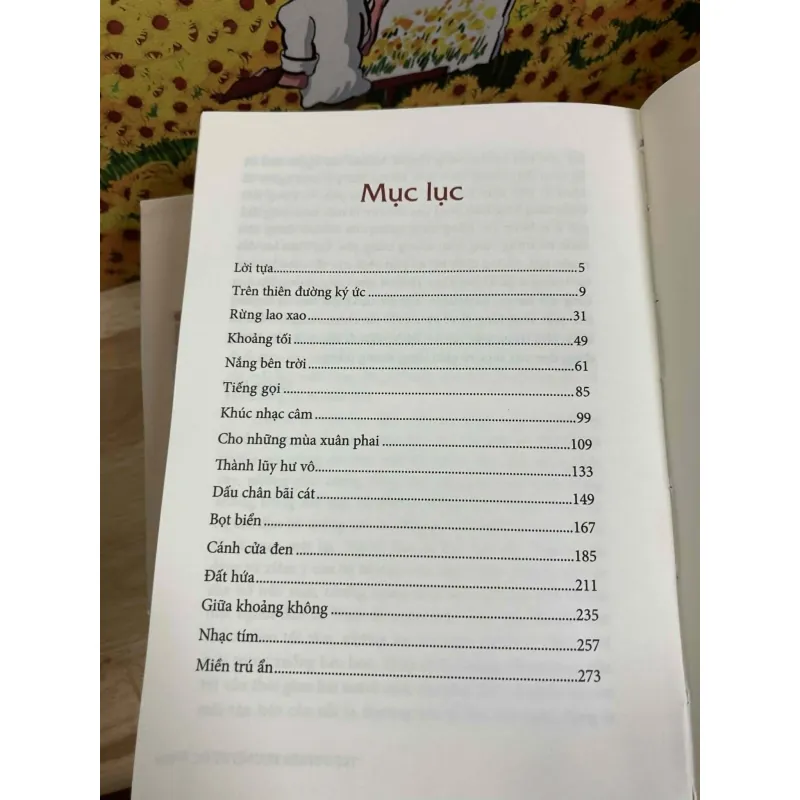 Mục lục
Lời tựa....................................................................................5
Trên thiên đường ký ức..........................................................9
Rừng lao xao.........................................................................31
Khoảng tối............................................................................49
Nắng bên trời........................................................................61
Tiếng gọi...............................................................................85
Khúc nhạc câm......................................................................99
Cho những mùa xuân phai...................................................109
Thành lũy hư vô...................................................................133
Dấu chân bãi cát..................................................................149
Bọt biển...............................................................................167
Cánh cửa đen.......................................................................185
Đất hứa................................................................................211
Giữa khoảng không..............................................................235
Nhạc tím..............................................................................257
Miền trú ẩn..........................................................................273